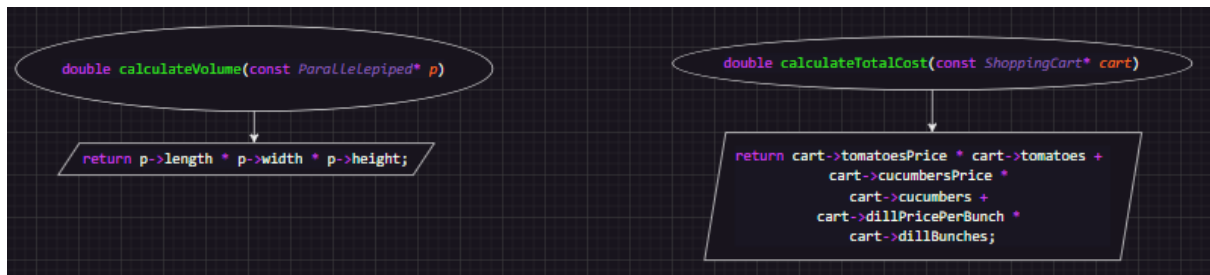 double calculateVolume(const Parallelepiped* p)
return p->length * p->width * p->height;
double calculateTotalCost(const ShoppingCart* cart)
return cart->tomatoesPrice * cart->tomatoes +
cart->cucumbersPrice *
cart->cucumbers +
cart->dillPricePerBunch *
cart->dillBunches;